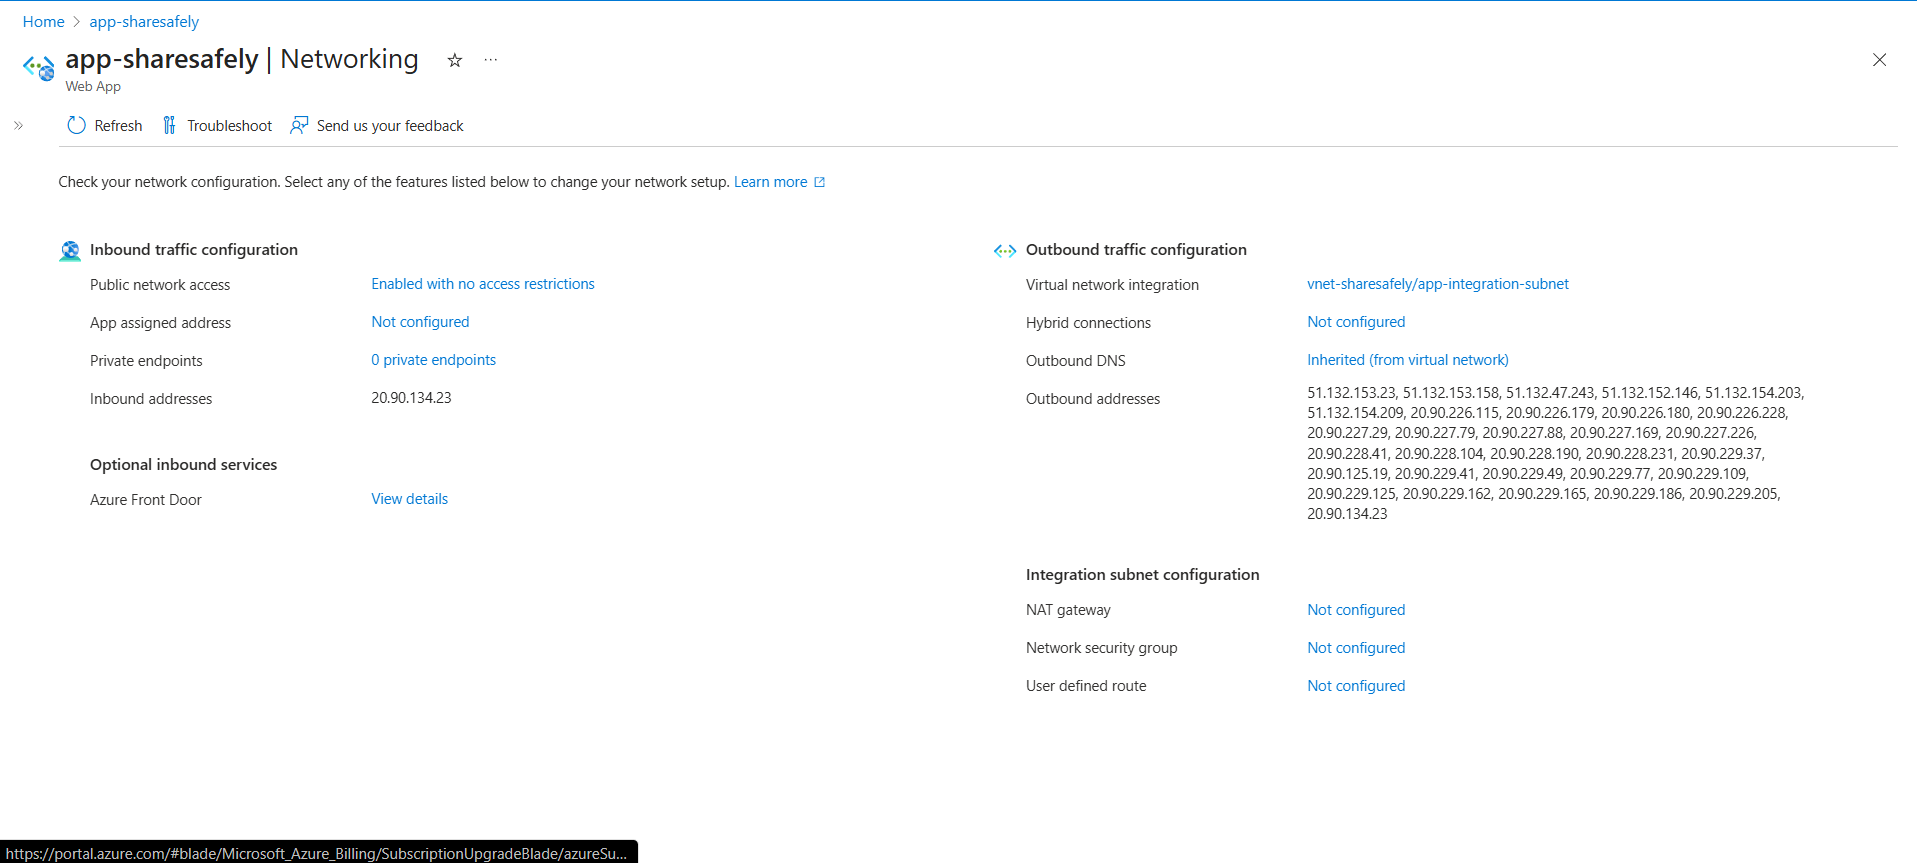 Home > app-sharesafely
app-sharesafely | Networking
Web App
Refresh Troubleshoot Send us your feedback
Check your network configuration. Select any of the features listed below to change your network setup. Learn more
Inbound traffic configuration
Public network access Enabled with no access restrictions
App assigned address Not configured
Private endpoints 0 private endpoints
Inbound addresses 20.90.134.23
Optional inbound services
Azure Front Door View details
Outbound traffic configuration
Virtual network integration vnet-sharesafely/app-integration-subnet
Hybrid connections Not configured
Outbound DNS Inherited (from virtual network)
Outbound addresses 51.132.153.23, 51.132.153.158, 51.132.47.243, 51.132.152.146, 51.132.154.203,
51.132.154.209, 20.90.226.115, 20.90.226.179, 20.90.226.180, 20.90.226.228,
20.90.227.29, 20.90.227.79, 20.90.227.88, 20.90.227.169, 20.90.227.226,
20.90.228.41, 20.90.228.104, 20.90.228.190, 20.90.228.231, 20.90.229.37,
20.90.125.19, 20.90.229.41, 20.90.229.49, 20.90.229.77, 20.90.229.109,
20.90.229.125, 20.90.229.162, 20.90.229.165, 20.90.229.186, 20.90.229.205,
20.90.134.23
Integration subnet configuration
NAT gateway Not configured
Network security group Not configured
User defined route Not configured
https://portal.azure.com/#blade/Microsoft_Azure_Billing/SubscriptionUpgradeBlade/azureSu...